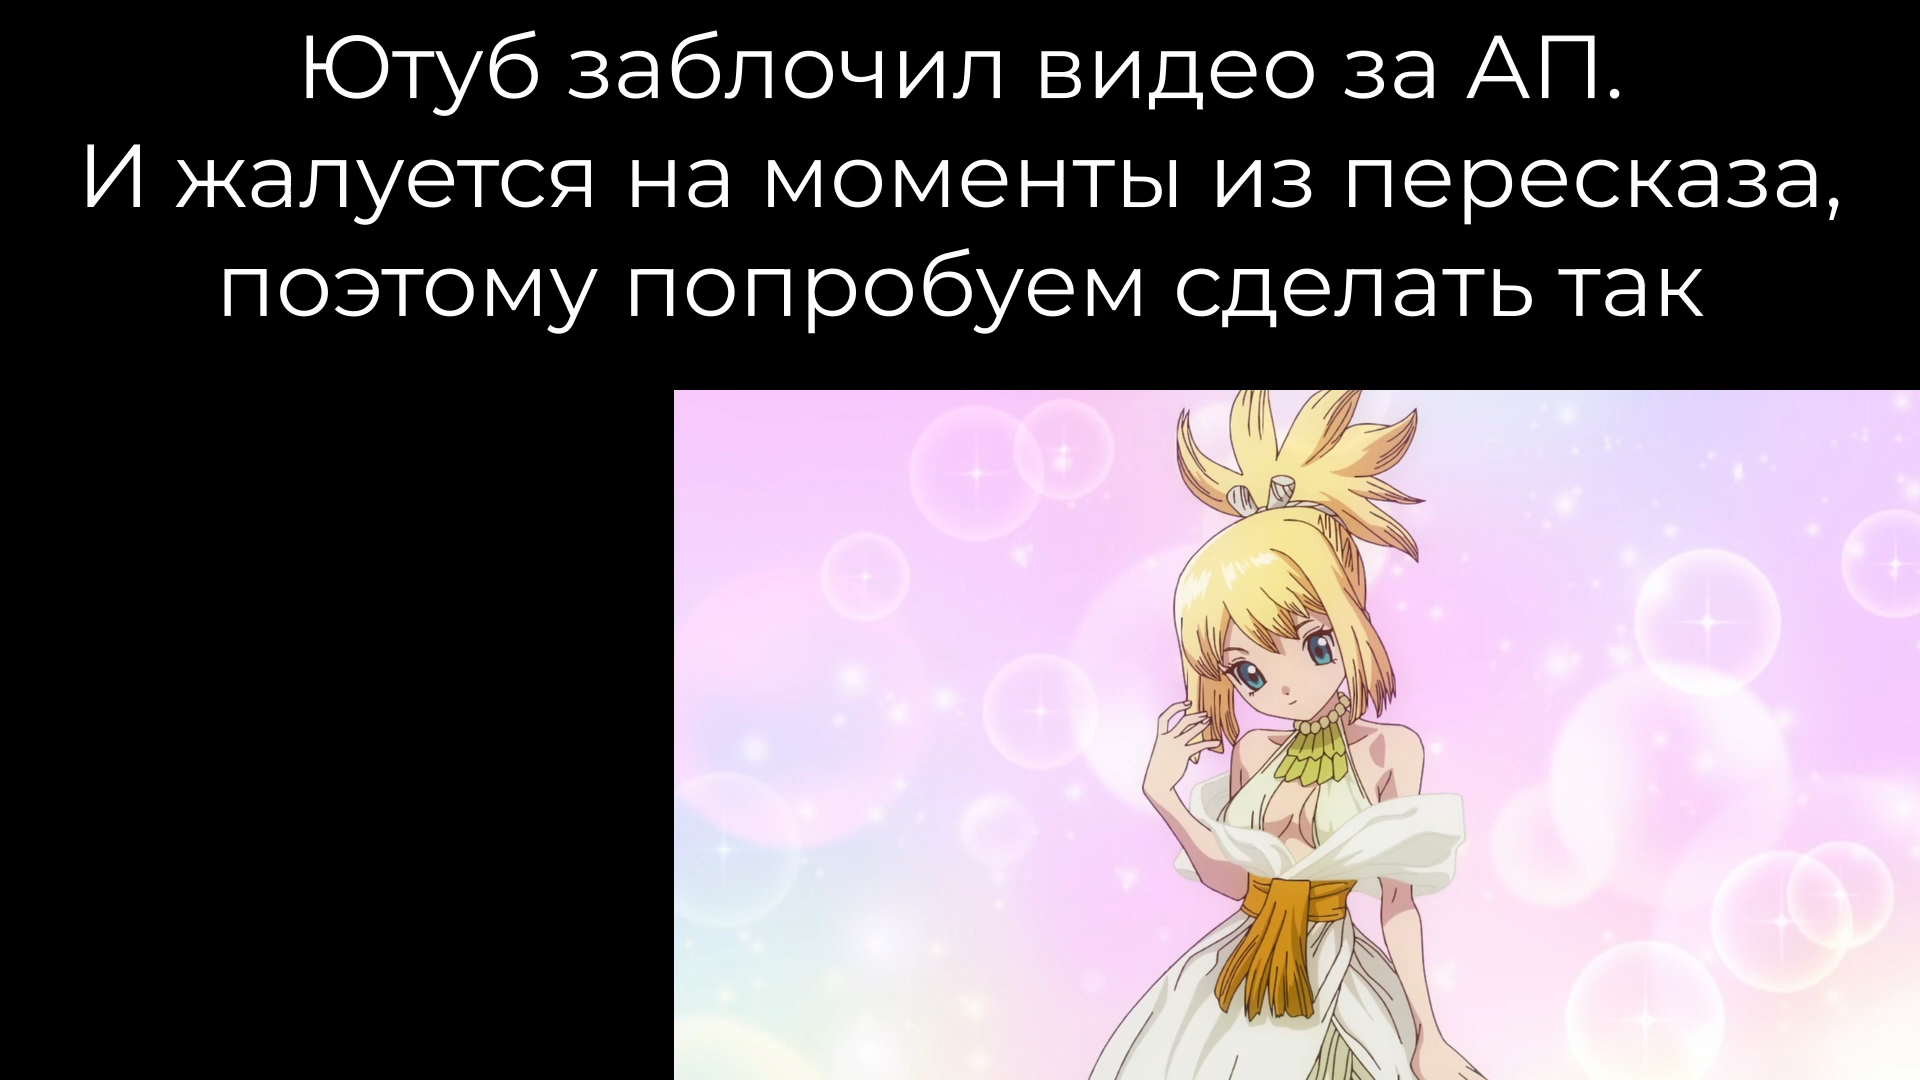 Ютуб заблочил видео за АП.
И жалуется на моменты из пересказа,
поэтому попробуем сделать так